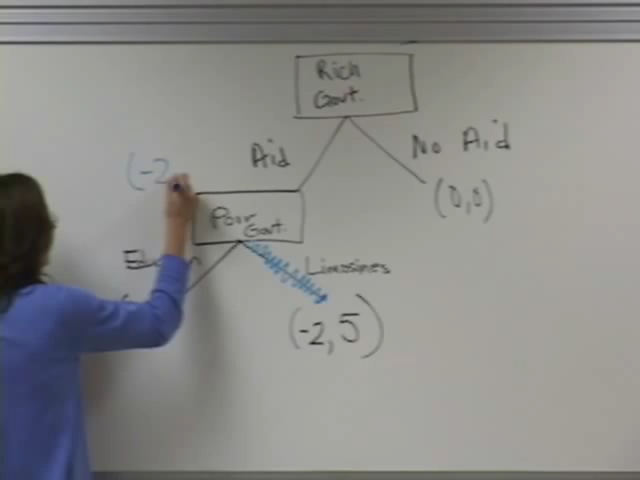 Rich
Govt.
Aid
No Aid
(0,0)
(-2
Poor
Govt.
Limosines
(-2,5)